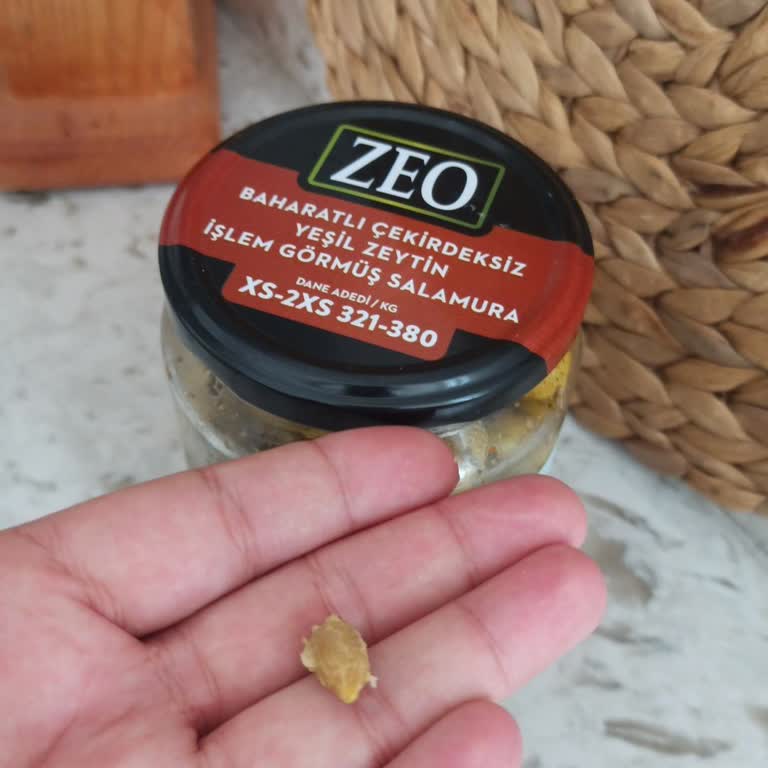 ZEO
BAHARATLI ÇEKİRDEKSİZ
YEŞİL ZEYTİN
İŞLEM GÖRMÜŞ SALAMURA
DANE ADEDİ / KG
XS-2XS 321-380